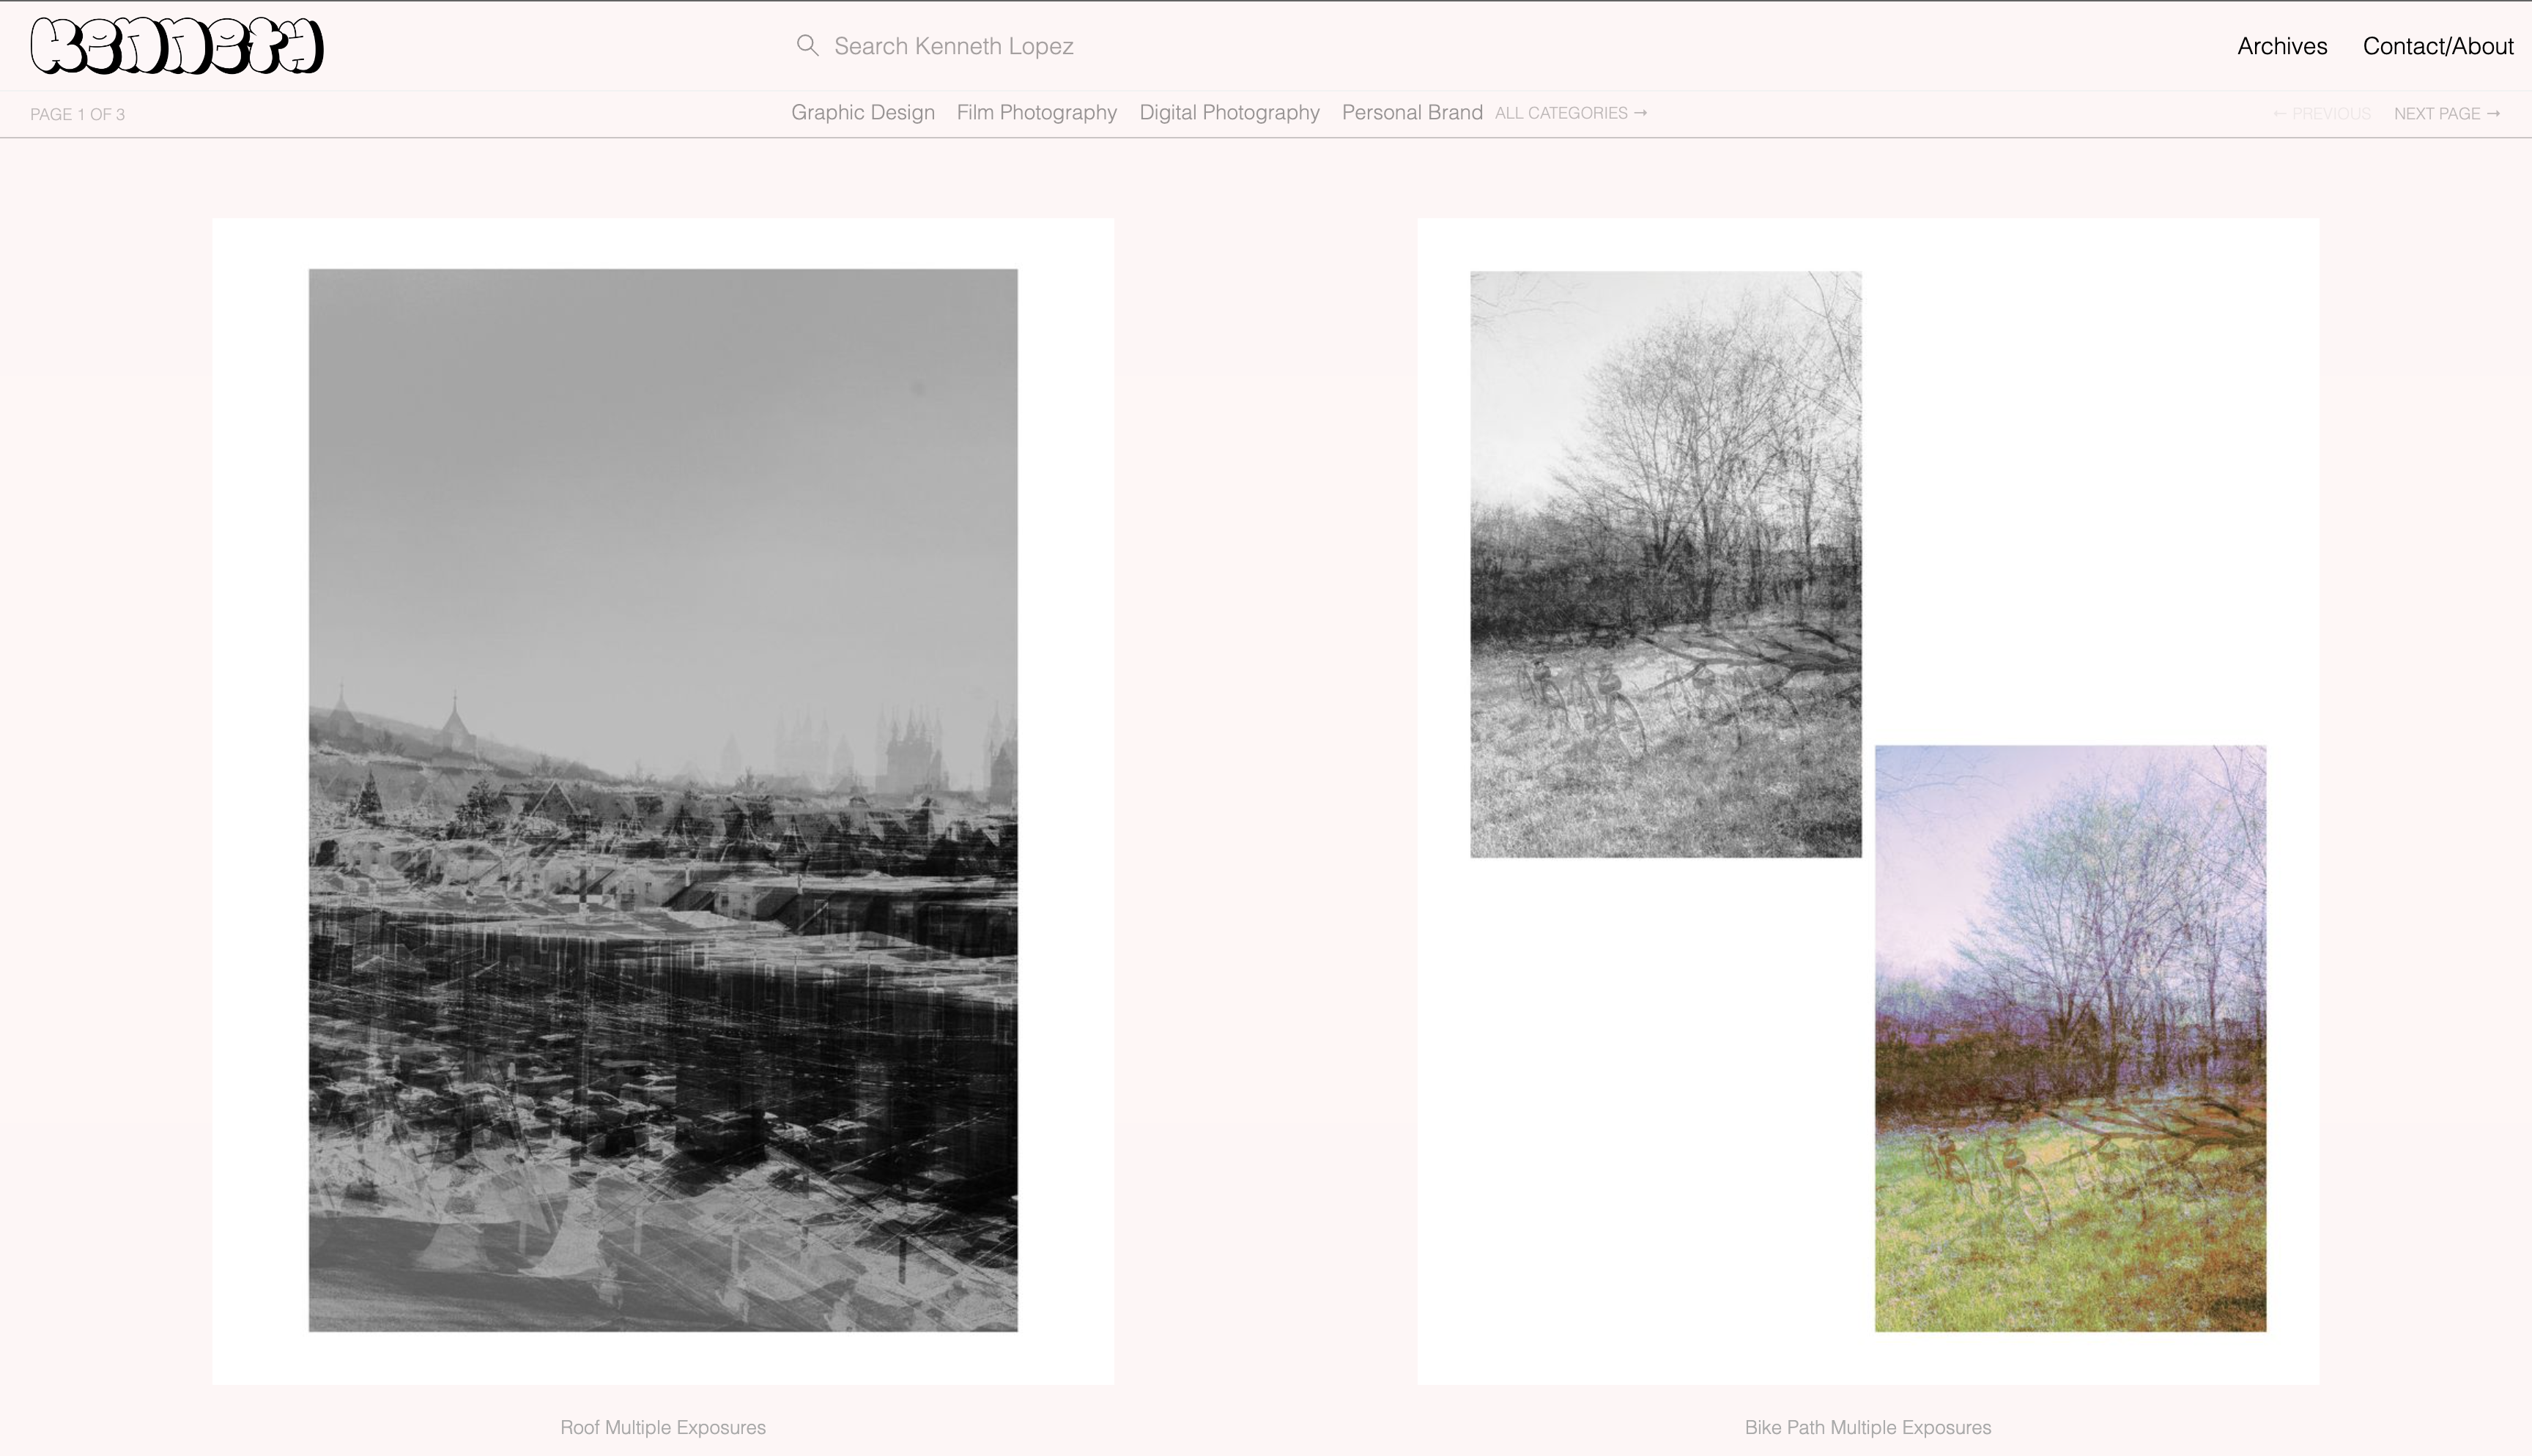 kenneth
Search Kenneth Lopez
Archives Contact/About
PAGE 1 OF 3
Graphic Design Film Photography Digital Photography Personal Brand ALL CATEGORIES →
← PREVIOUS NEXT PAGE →
Roof Multiple Exposures
Bike Path Multiple Exposures